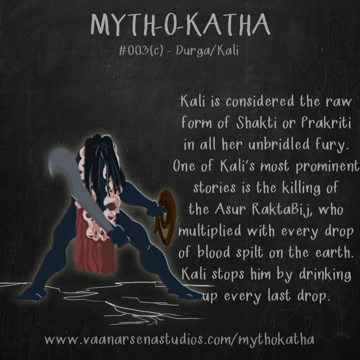 MYTH-O-KATHA
#003(c) - Durga/Kali
Kali is considered the raw
form of Shakti or Prakriti
in all her unbridled fury.
One of Kali's most prominent
stories is the killing of
the Asur RaktaBij, who
multiplied with every drop
of blood spilt on the earth.
Kali stops him by drinking
up every last drop.
www.vaanarsenastudios.com/mythokatha